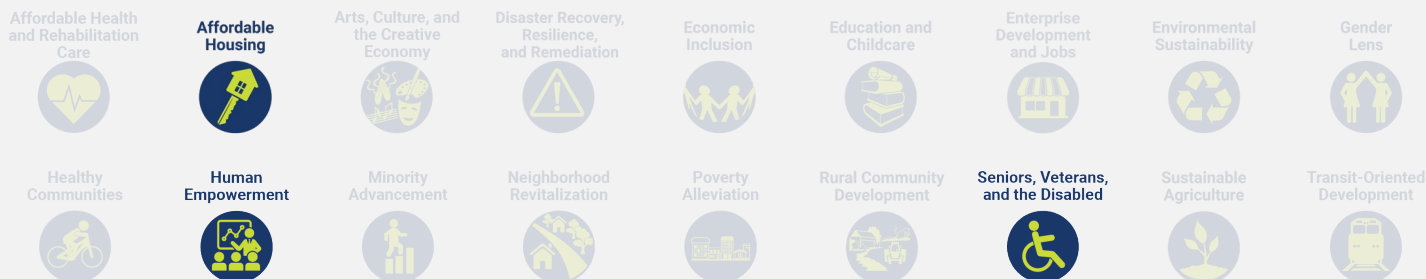 Affordable Health
and Rehabilitation
Care
Affordable
Housing
Arts, Culture, and
the Creative
Economy
Disaster Recovery,
Resilience,
and Remediation
Economic
Inclusion
Education and
Childcare
Enterprise
Development
and Jobs
Environmental
Sustainability
Gender
Lens
Healthy
Communities
Human
Empowerment
Minority
Advancement
Neighborhood
Revitalization
Poverty
Alleviation
Rural Community
Development
Seniors, Veterans,
and the Disabled
Sustainable
Agriculture
Transit-Oriented
Development